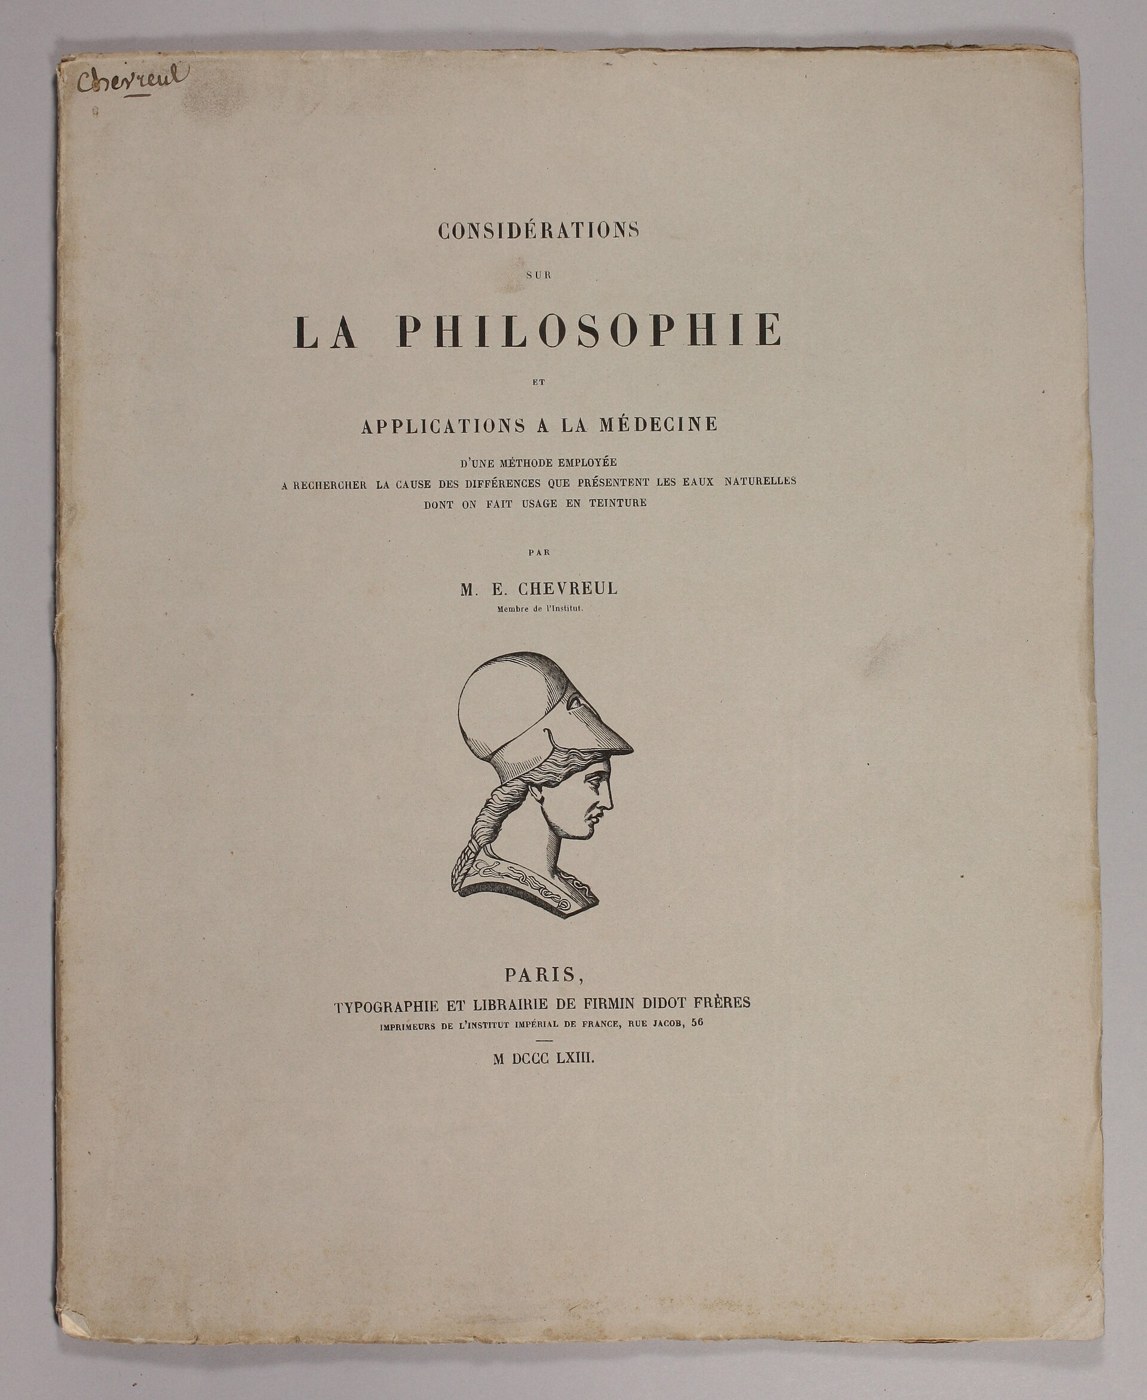 Chevreul
CONSIDÉRATIONS
SUR
LA PHILOSOPHIE
ET
APPLICATIONS A LA MÉDECINE
D'UNE MÉTHODE EMPLOYÉE
A RECHERCHER LA CAUSE DES DIFFÉRENCES QUE PRÉSENTENT LES EAUX NATURELLES
DONT ON FAIT USAGE EN TEINTURE
PAR
M. E. CHEVREUL
Membre de l'Institut.
PARIS,
TYPOGRAPHIE ET LIBRAIRIE DE FIRMIN DIDOT FRÈRES
IMPRIMEURS DE L'INSTITUT IMPÉRIAL DE FRANCE, RUE JACOB, 56
M DCCC LXIII.